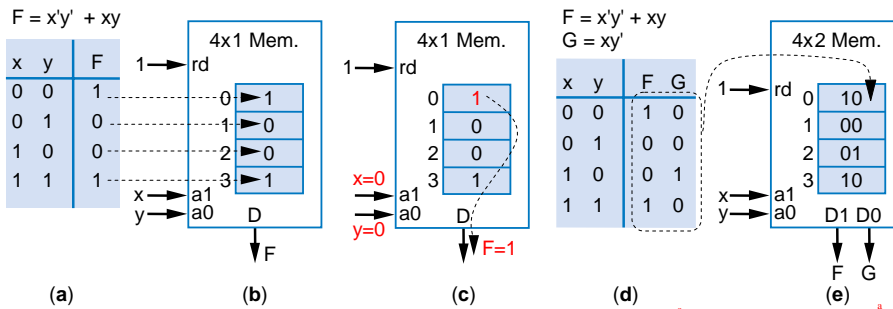 F = x'y' + xy
x y F
0 0 1
0 1 0
1 0 0
1 1 1
(a)
4x1 Mem.
1 rd
0 1
1 0
2 0
3 1
x a1
y a0
D
F
(b)
4x1 Mem.
1 rd
0 1
1 0
2 0
3 1
x=0
a1
a0
y=0
D
F=1
(c)
F = x'y' + xy
G = xy'
x y F G
0 0 1 0
0 1 0 0
1 0 0 1
1 1 1 0
(d)
4x2 Mem.
1 rd
0 10
1 00
2 01
3 10
x a1
y a0
D1 D0
F G
(e)
a